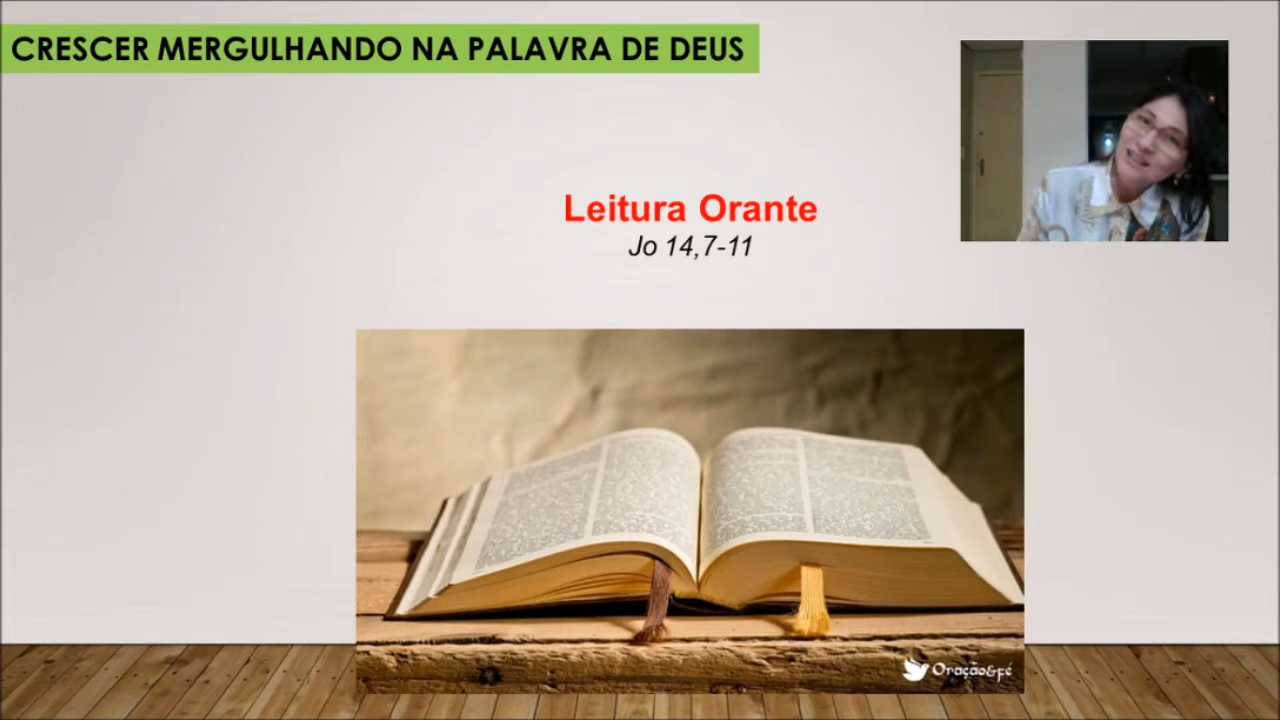 CRESCER MERGULHANDO NA PALAVRA DE DEUS
Leitura Orante
Jo 14,7-11
Oração&fé